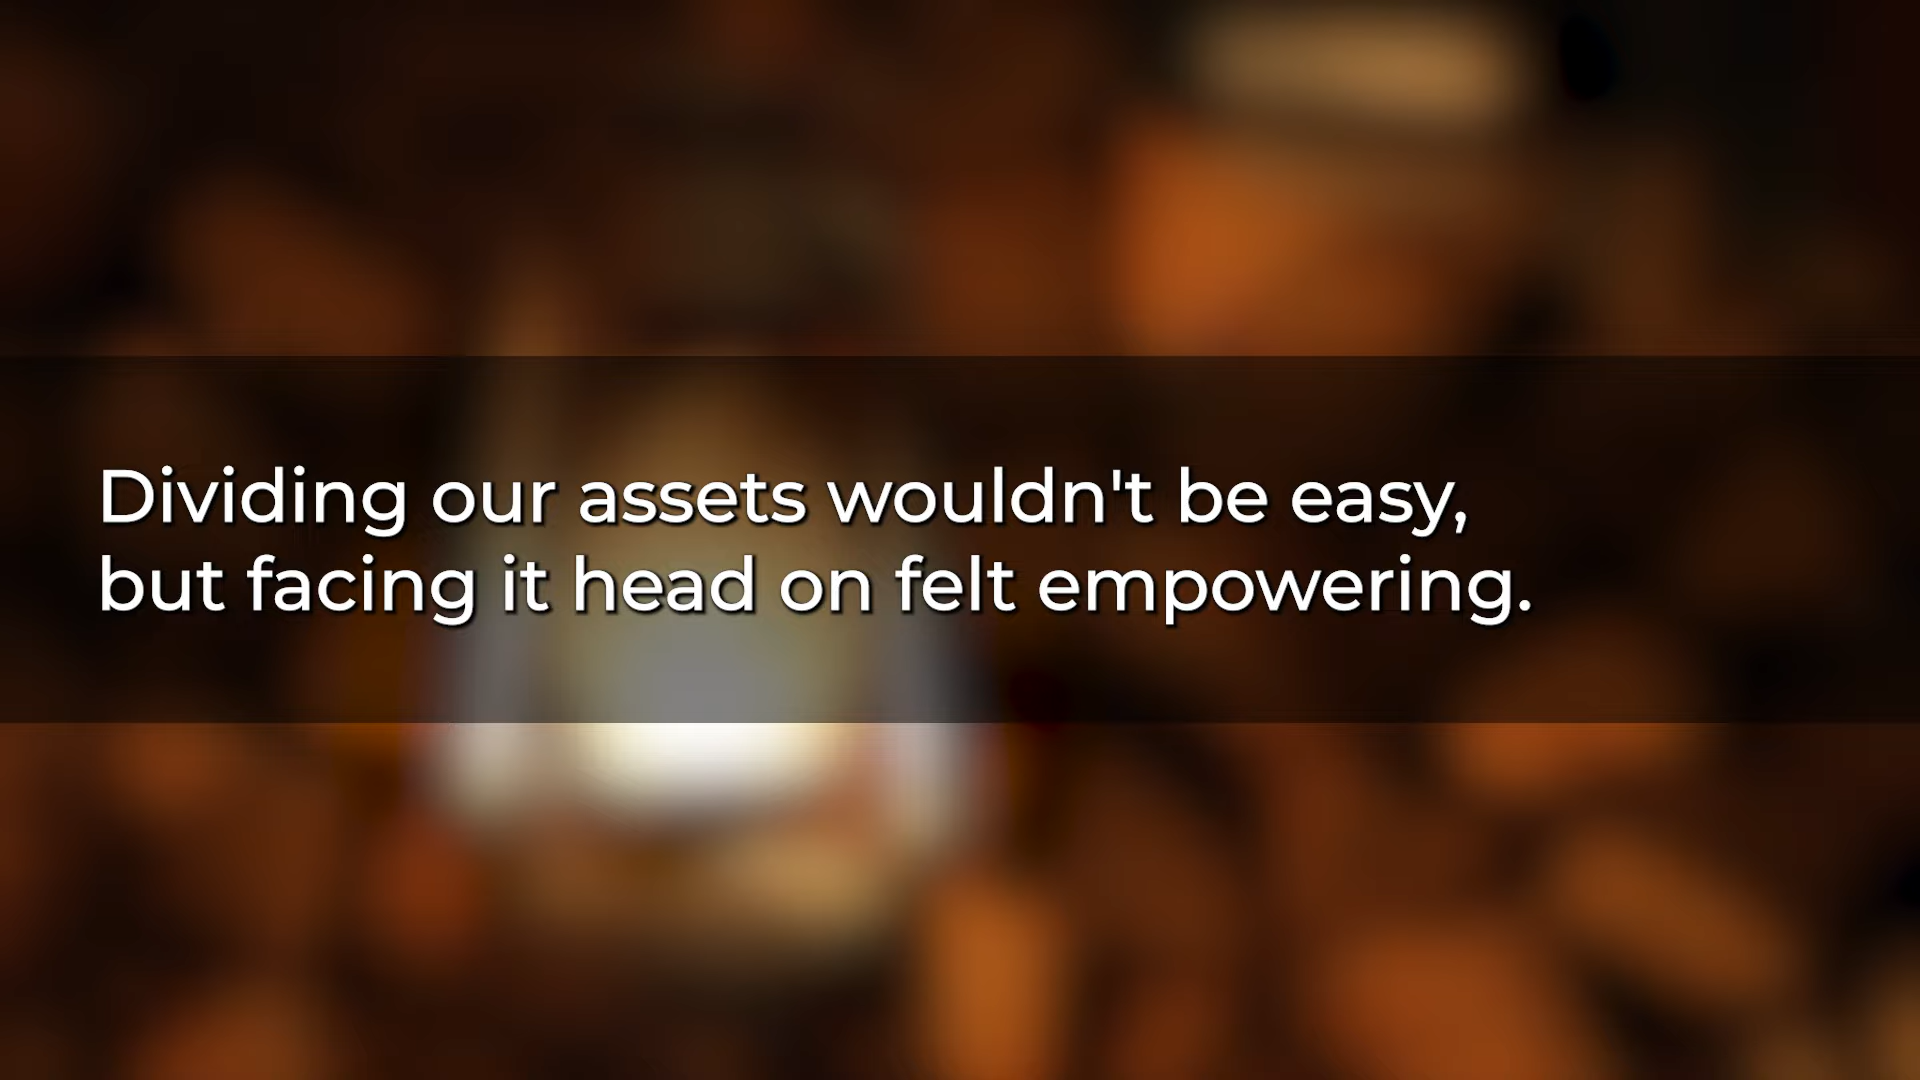 Dividing our assets wouldn't be easy,
but facing it head on felt empowering.